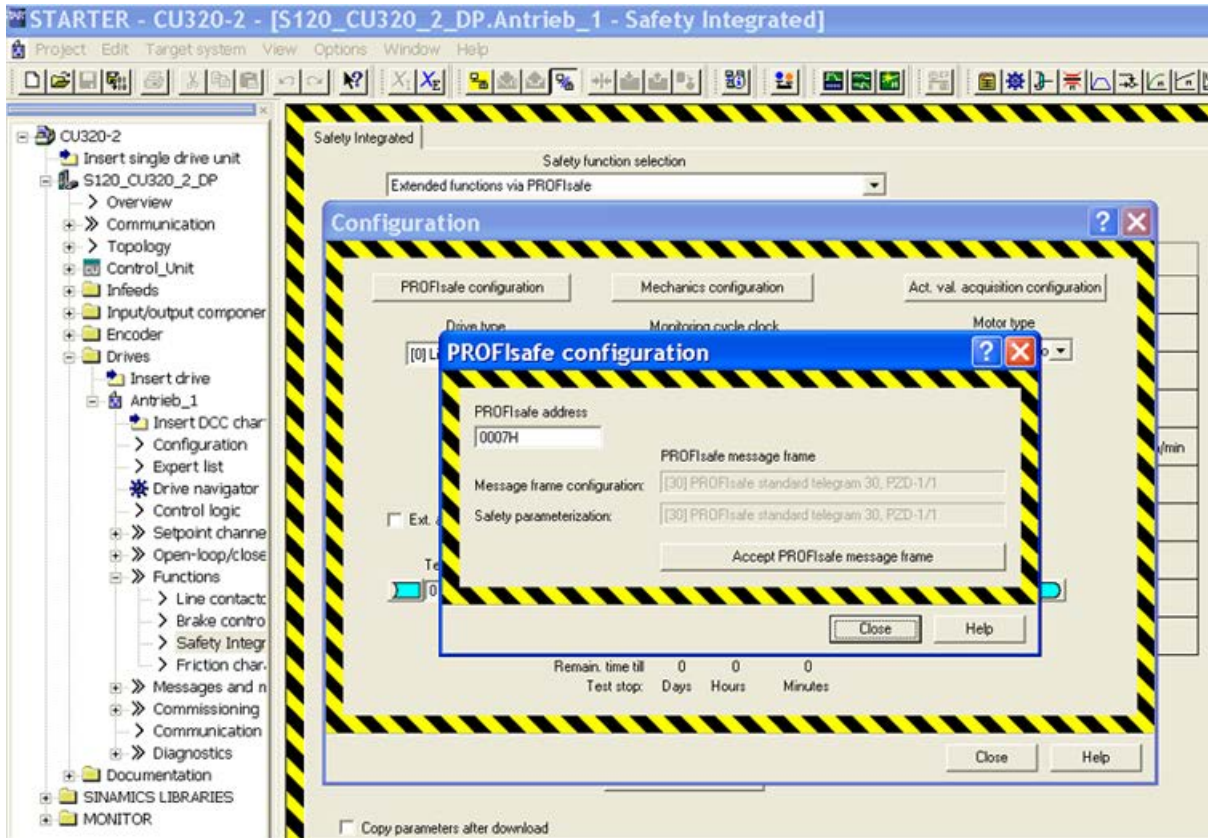 STARTER - CU320-2 - [S120_CU320_2_DP.Antrieb_1 - Safety Integrated]
Project Edit Target system View Options Window Help
CU320-2
Insert single drive unit
S120_CU320_2_DP
Overview
Communication
Topology
Control_Unit
Infeeds
Input/output componer
Encoder
Drives
Insert drive
Antrieb_1
Insert DCC char
Configuration
Expert list
Drive navigator
Control logic
Setpoint channe
Open-loop/close
Functions
Line contactc
Brake contro
Safety Integr
Friction char
Messages and n
Commissioning
Communication
Diagnostics
Documentation
SINAMICS LIBRARIES
MONITOR
Safety Integrated
Safety function selection
Extended functions via PROFIsafe
Configuration
PROFIsafe configuration Mechanics configuration Act. val. acquisition configuration
Drive type Monitoring cycle clock Motor type
[0] Li
PROFIsafe configuration
PROFIsafe address
0007H
PROFIsafe message frame
/min
Message frame configuration: [30] PROFIsafe standard telegram 30, PZD-1/1
Safety parameterization: [30] PROFIsafe standard telegram 30, PZD-1/1
Ext.
Accept PROFIsafe message frame
Te
0
Close Help
Remain. time till 0 0 0
Test stop: Days Hours Minutes
Close Help
Copy parameters after download